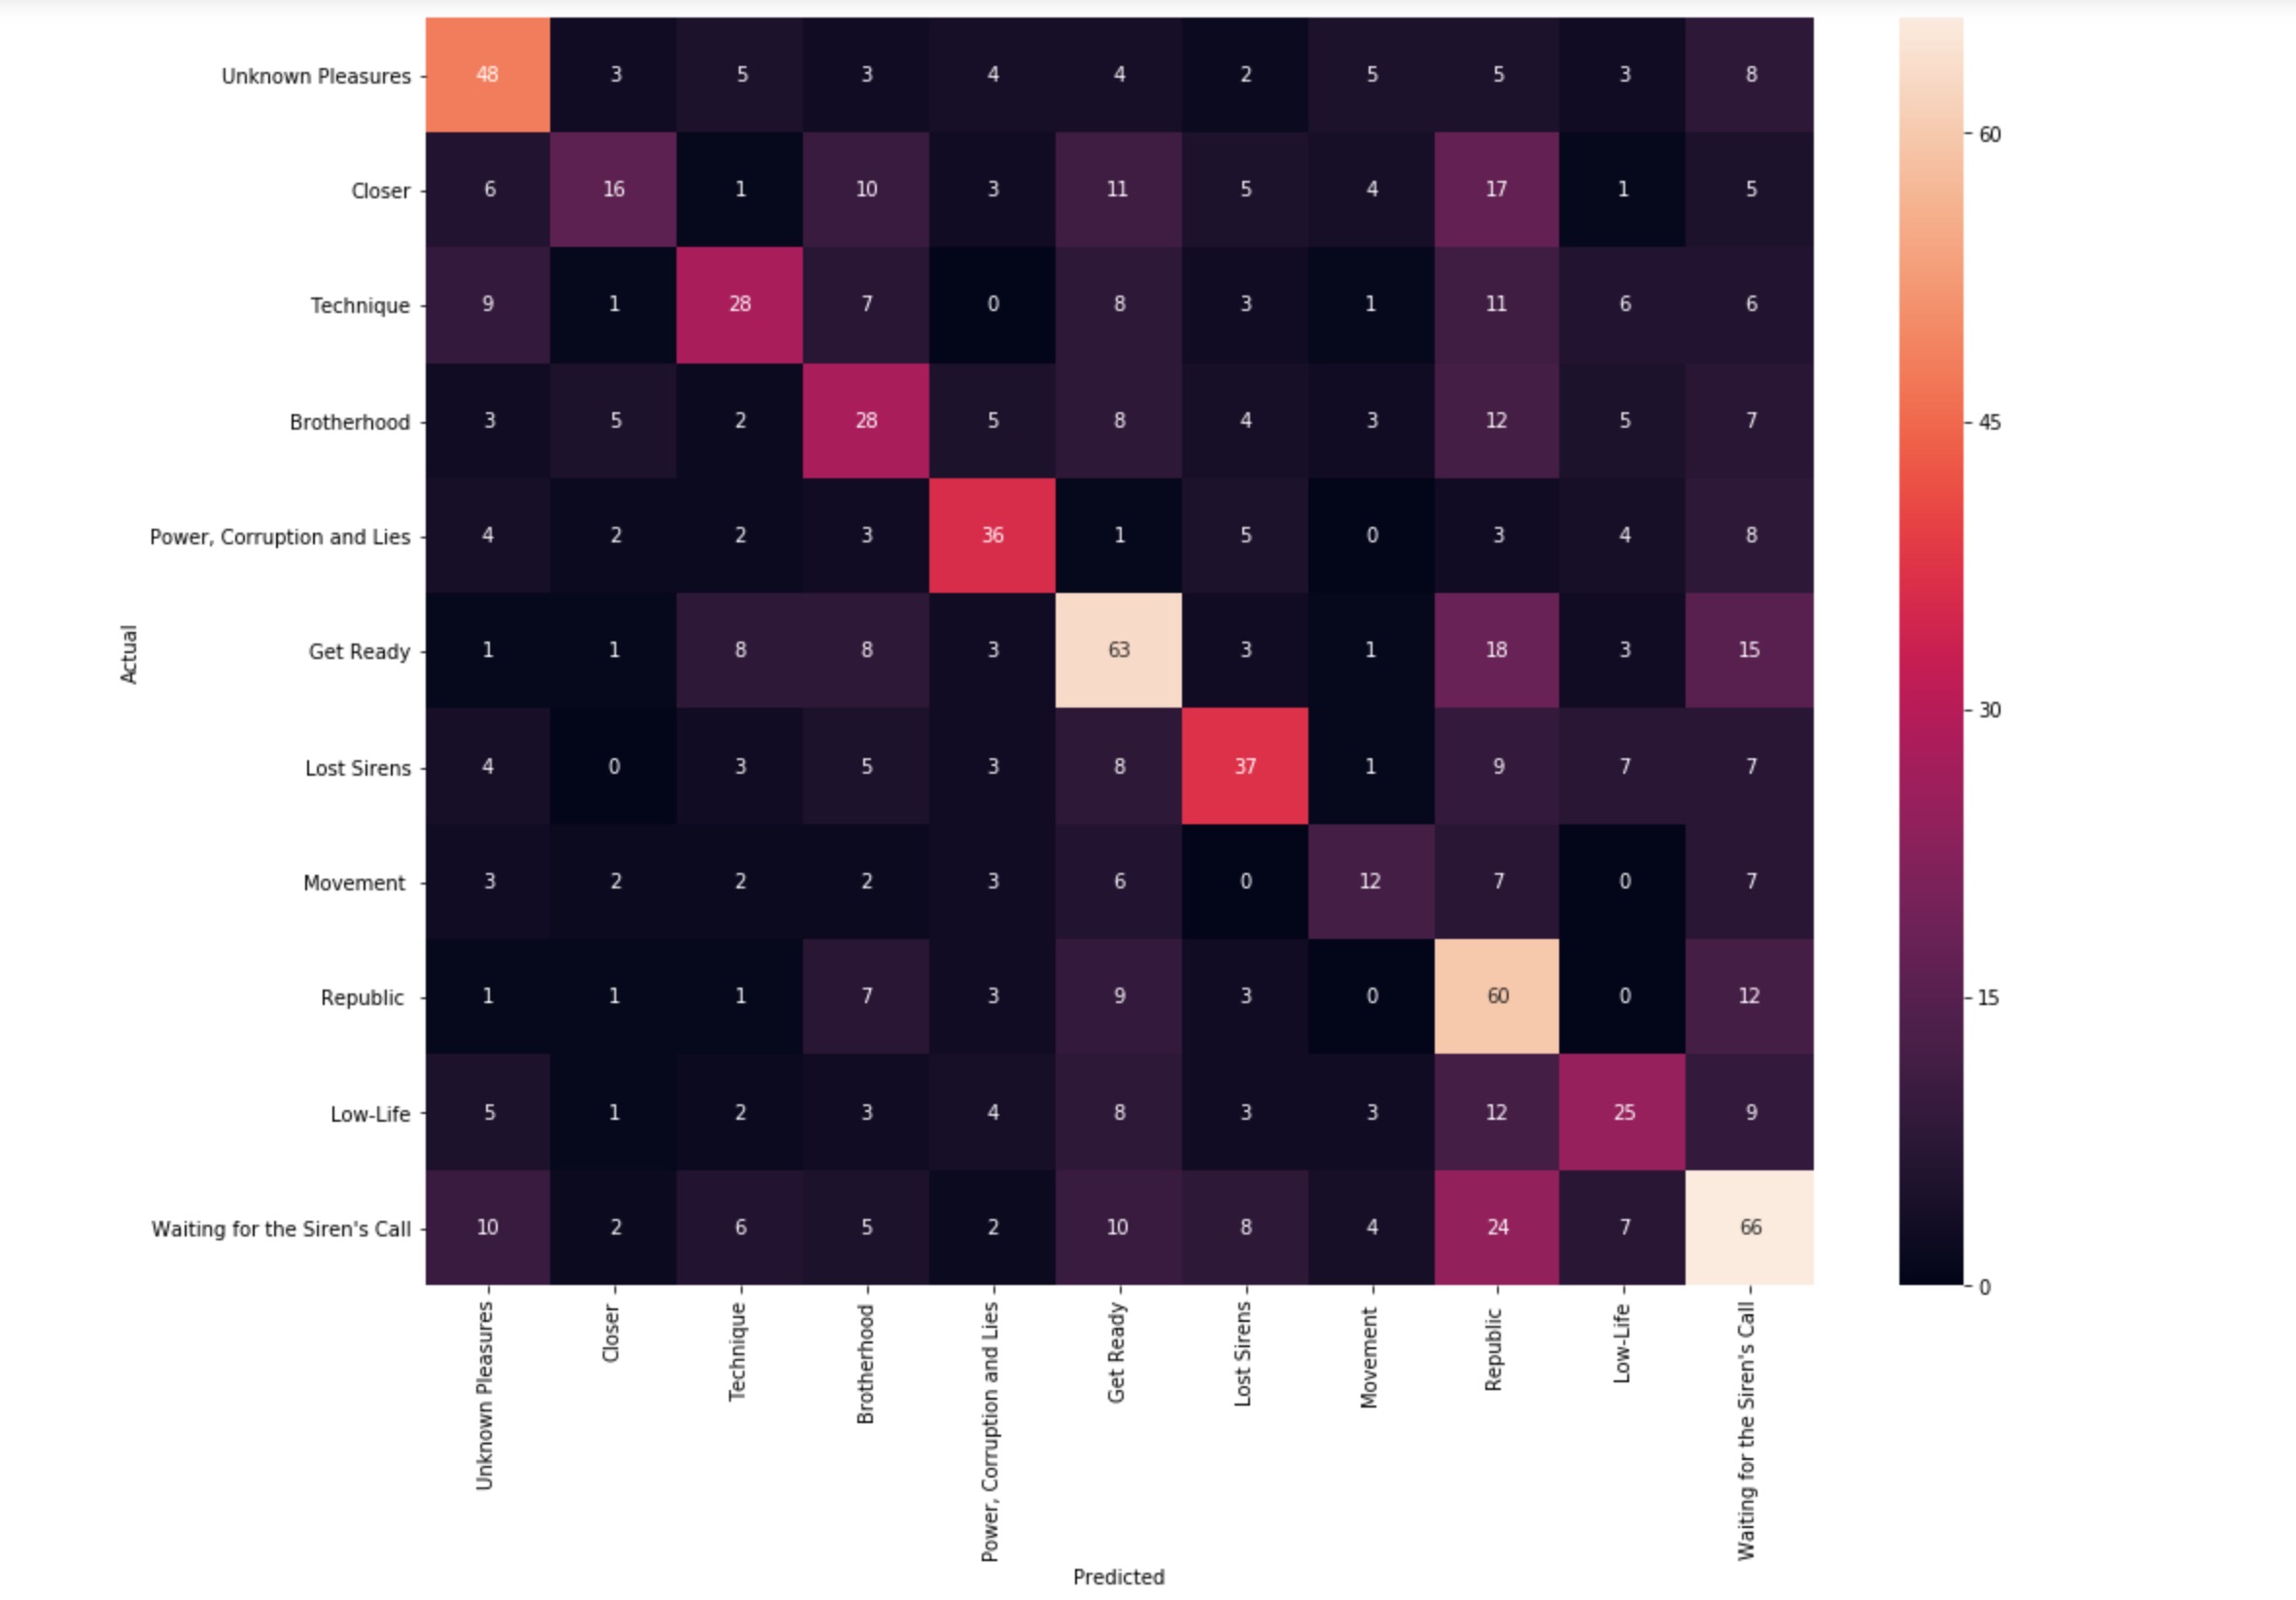 Unknown Pleasures 48 3 5 3 4 4 2 5 5 3 8
60
Closer 6 16 1 10 3 11 5 4 17 1 5
Technique 9 1 28 7 0 8 3 1 11 6 6
Brotherhood 3 5 2 28 5 8 4 3 12 5 7
45
Power, Corruption and Lies 4 2 2 3 36 1 5 0 3 4 8
Actual
Get Ready 1 1 8 8 3 63 3 1 18 3 15
30
Lost Sirens 4 0 3 5 3 8 37 1 9 7 7
Movement 3 2 2 2 3 6 0 12 7 0 7
Republic 1 1 1 7 3 9 3 0 60 0 12
15
Low-Life 5 1 2 3 4 8 3 3 12 25 9
Waiting for the Siren's Call 10 2 6 5 2 10 8 4 24 7 66
0
Unknown Pleasures
Closer
Technique
Brotherhood
Power, Corruption and Lies
Get Ready
Lost Sirens
Movement
Republic
Low-Life
Waiting for the Siren's Call
Predicted